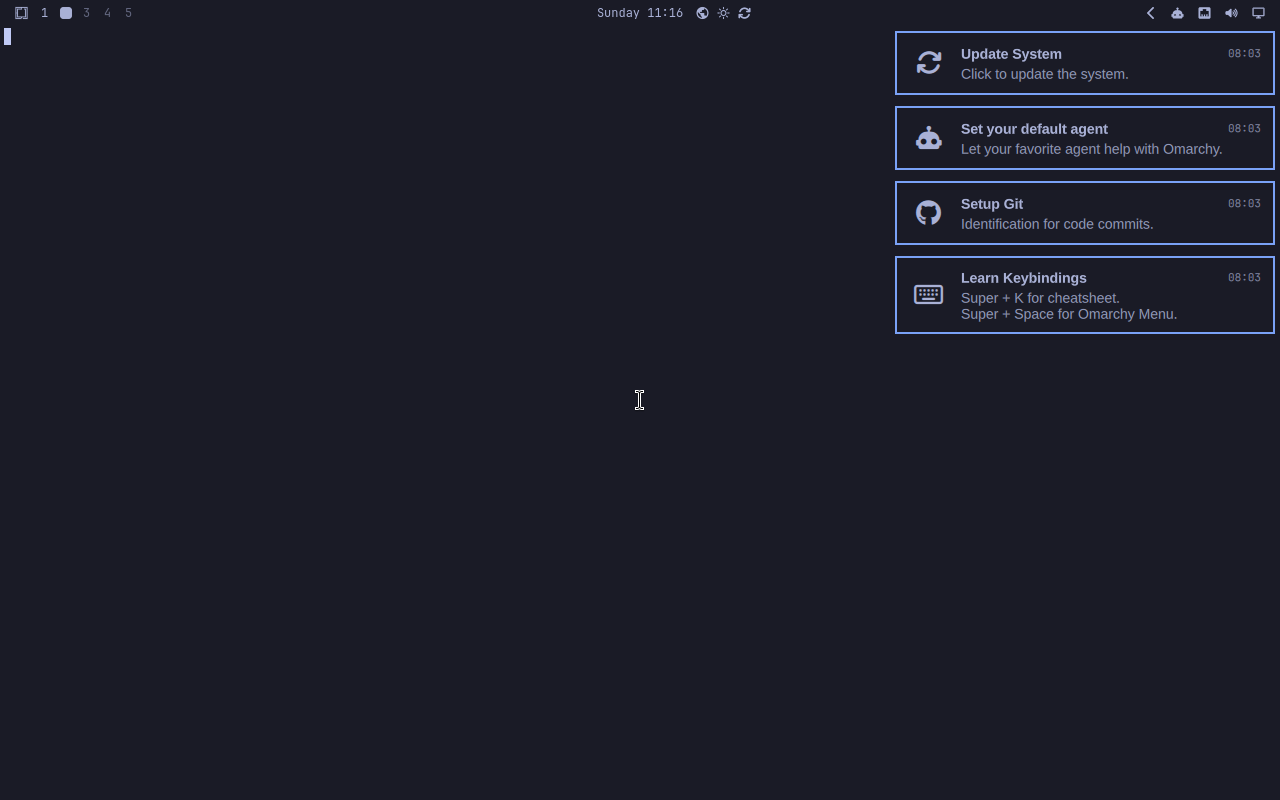 1 3 4 5
Sunday 11:16
Update System 08:03
Click to update the system.
Set your default agent 08:03
Let your favorite agent help with Omarchy.
Setup Git 08:03
Identification for code commits.
Learn Keybindings 08:03
Super + K for cheatsheet.
Super + Space for Omarchy Menu.